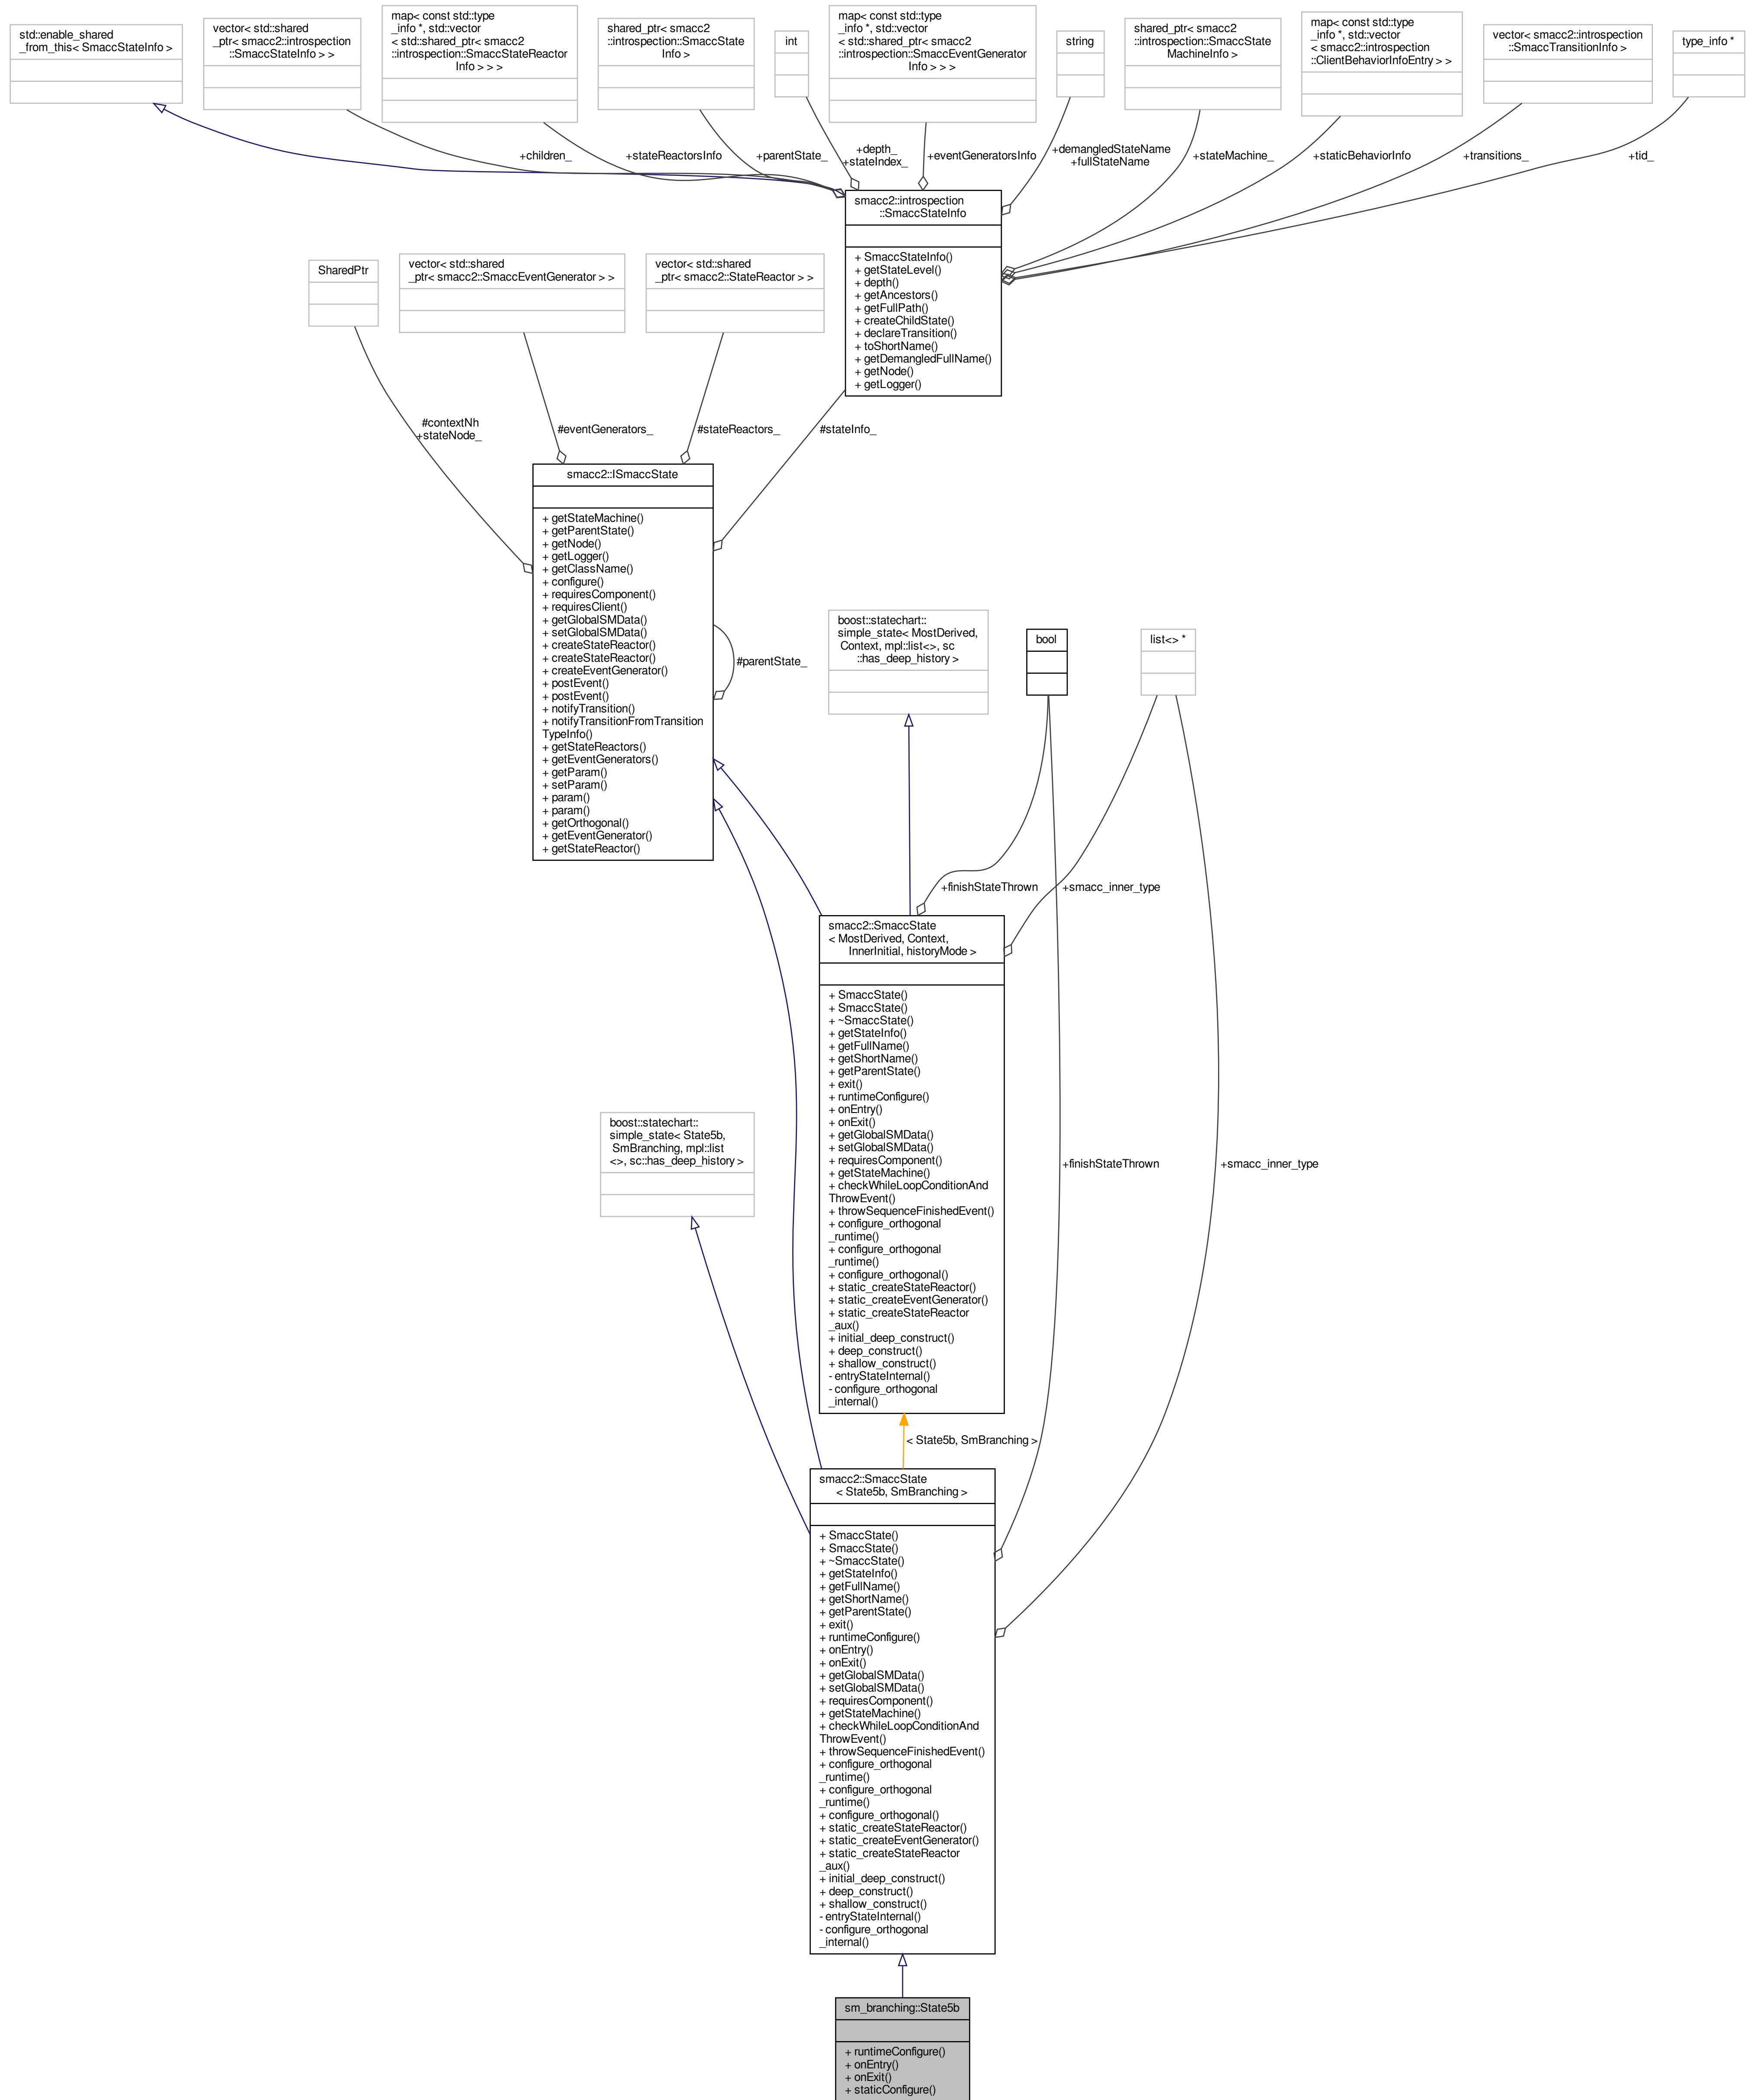 std::enable_shared
_from_this< SmaccStateInfo >
vector< std::shared
_ptr< smacc2::introspection
::SmaccStateInfo > >
map< const std::type
_info *, std::vector
< std::shared_ptr< smacc2
::introspection::SmaccStateReactor
Info > > >
shared_ptr< smacc2
::introspection::SmaccState
Info >
int
map< const std::type
_info *, std::vector
< std::shared_ptr< smacc2
::introspection::SmaccEventGenerator
Info > > >
string
shared_ptr< smacc2
::introspection::SmaccState
MachineInfo >
map< const std::type
_info *, std::vector
< smacc2::introspection
::ClientBehaviorInfoEntry > >
vector< smacc2::introspection
::SmaccTransitionInfo >
type_info *
+children_
+stateReactorsInfo
+parentState_
+depth_
+stateIndex_
+eventGeneratorsInfo
+demangledStateName
+fullStateName
+stateMachine_
+staticBehaviorInfo
+transitions_
+tid_
smacc2::introspection
::SmaccStateInfo
+ SmaccStateInfo()
+ getStateLevel()
+ depth()
+ getAncestors()
+ getFullPath()
+ createChildState()
+ declareTransition()
+ toShortName()
+ getDemangledFullName()
+ getNode()
+ getLogger()
SharedPtr
vector< std::shared
_ptr< smacc2::SmaccEventGenerator > >
vector< std::shared
_ptr< smacc2::StateReactor > >
#contextNh
+stateNode_
#eventGenerators_
#stateReactors_
#stateInfo_
smacc2::ISmaccState
+ getStateMachine()
+ getParentState()
+ getNode()
+ getLogger()
+ getClassName()
+ configure()
+ requiresComponent()
+ requiresClient()
+ getGlobalSMData()
+ setGlobalSMData()
+ createStateReactor()
+ createStateReactor()
+ createEventGenerator()
+ postEvent()
+ postEvent()
+ notifyTransition()
+ notifyTransitionFromTransition
TypeInfo()
+ getStateReactors()
+ getEventGenerators()
+ getParam()
+ setParam()
+ param()
+ param()
+ getOrthogonal()
+ getEventGenerator()
+ getStateReactor()
#parentState_
boost::statechart::
simple_state< MostDerived,
Context, mpl::list<>, sc
::has_deep_history >
bool
list<> *
+finishStateThrown
+smacc_inner_type
smacc2::SmaccState
< MostDerived, Context,
InnerInitial, historyMode >
+ SmaccState()
+ SmaccState()
+ ~SmaccState()
+ getStateInfo()
+ getFullName()
+ getShortName()
+ getParentState()
+ exit()
+ runtimeConfigure()
+ onEntry()
+ onExit()
+ getGlobalSMData()
+ setGlobalSMData()
+ requiresComponent()
+ getStateMachine()
+ checkWhileLoopConditionAnd
ThrowEvent()
+ throwSequenceFinishedEvent()
+ configure_orthogonal
_runtime()
+ configure_orthogonal
_runtime()
+ configure_orthogonal()
+ static_createStateReactor()
+ static_createEventGenerator()
+ static_createStateReactor
_aux()
+ initial_deep_construct()
+ deep_construct()
+ shallow_construct()
- entryStateInternal()
- configure_orthogonal
_internal()
boost::statechart::
simple_state< State5b,
SmBranching, mpl::list
<>, sc::has_deep_history >
+finishStateThrown
+smacc_inner_type
< State5b, SmBranching >
smacc2::SmaccState
< State5b, SmBranching >
+ SmaccState()
+ SmaccState()
+ ~SmaccState()
+ getStateInfo()
+ getFullName()
+ getShortName()
+ getParentState()
+ exit()
+ runtimeConfigure()
+ onEntry()
+ onExit()
+ getGlobalSMData()
+ setGlobalSMData()
+ requiresComponent()
+ getStateMachine()
+ checkWhileLoopConditionAnd
ThrowEvent()
+ throwSequenceFinishedEvent()
+ configure_orthogonal
_runtime()
+ configure_orthogonal
_runtime()
+ configure_orthogonal()
+ static_createStateReactor()
+ static_createEventGenerator()
+ static_createStateReactor
_aux()
+ initial_deep_construct()
+ deep_construct()
+ shallow_construct()
- entryStateInternal()
- configure_orthogonal
_internal()
sm_branching::State5b
+ runtimeConfigure()
+ onEntry()
+ onExit()
+ staticConfigure()